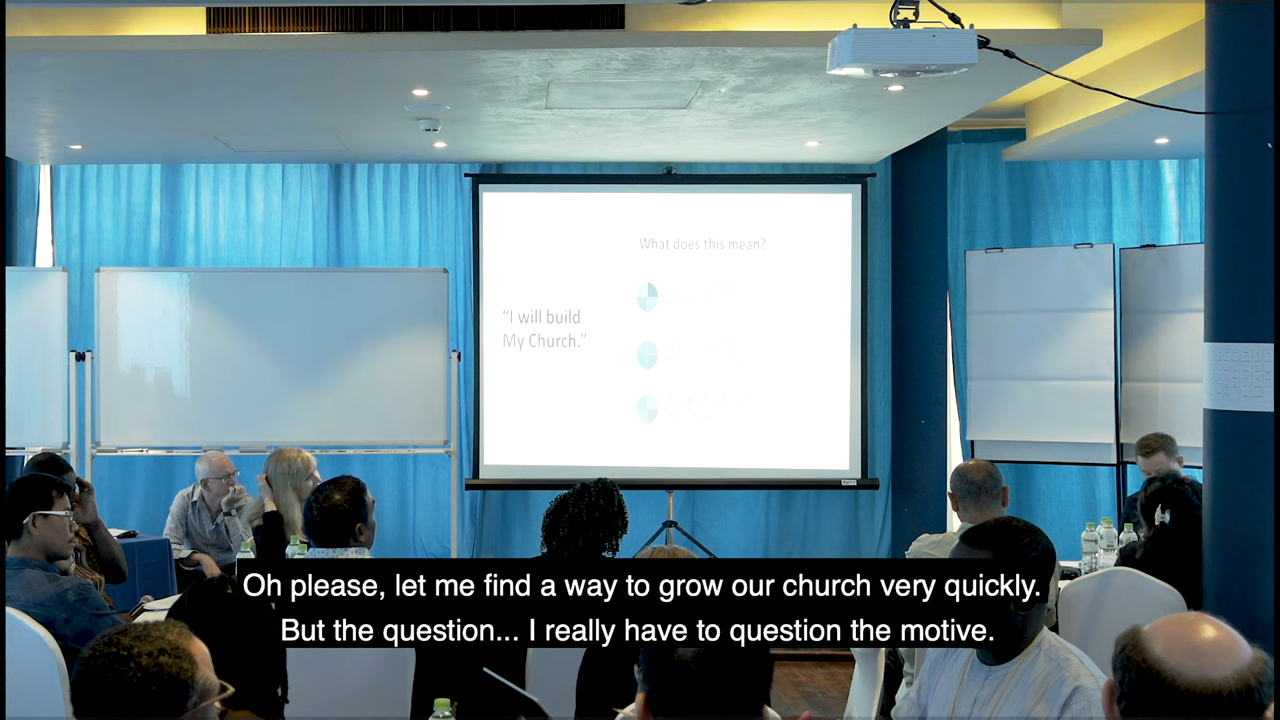 What does this mean?
“I will build
My Church.”
Oh please, let me find a way to grow our church very quickly.
But the question... I really have to question the motive.